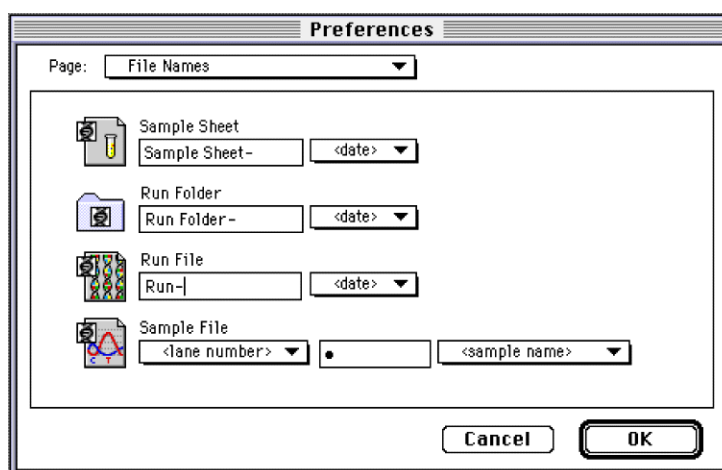 Preferences
Page: File Names
Sample Sheet
Sample Sheet- <date>
Run Folder
Run Folder- <date>
Run File
Run- <date>
Sample File
<lane number> • <sample name>
C T
Cancel OK